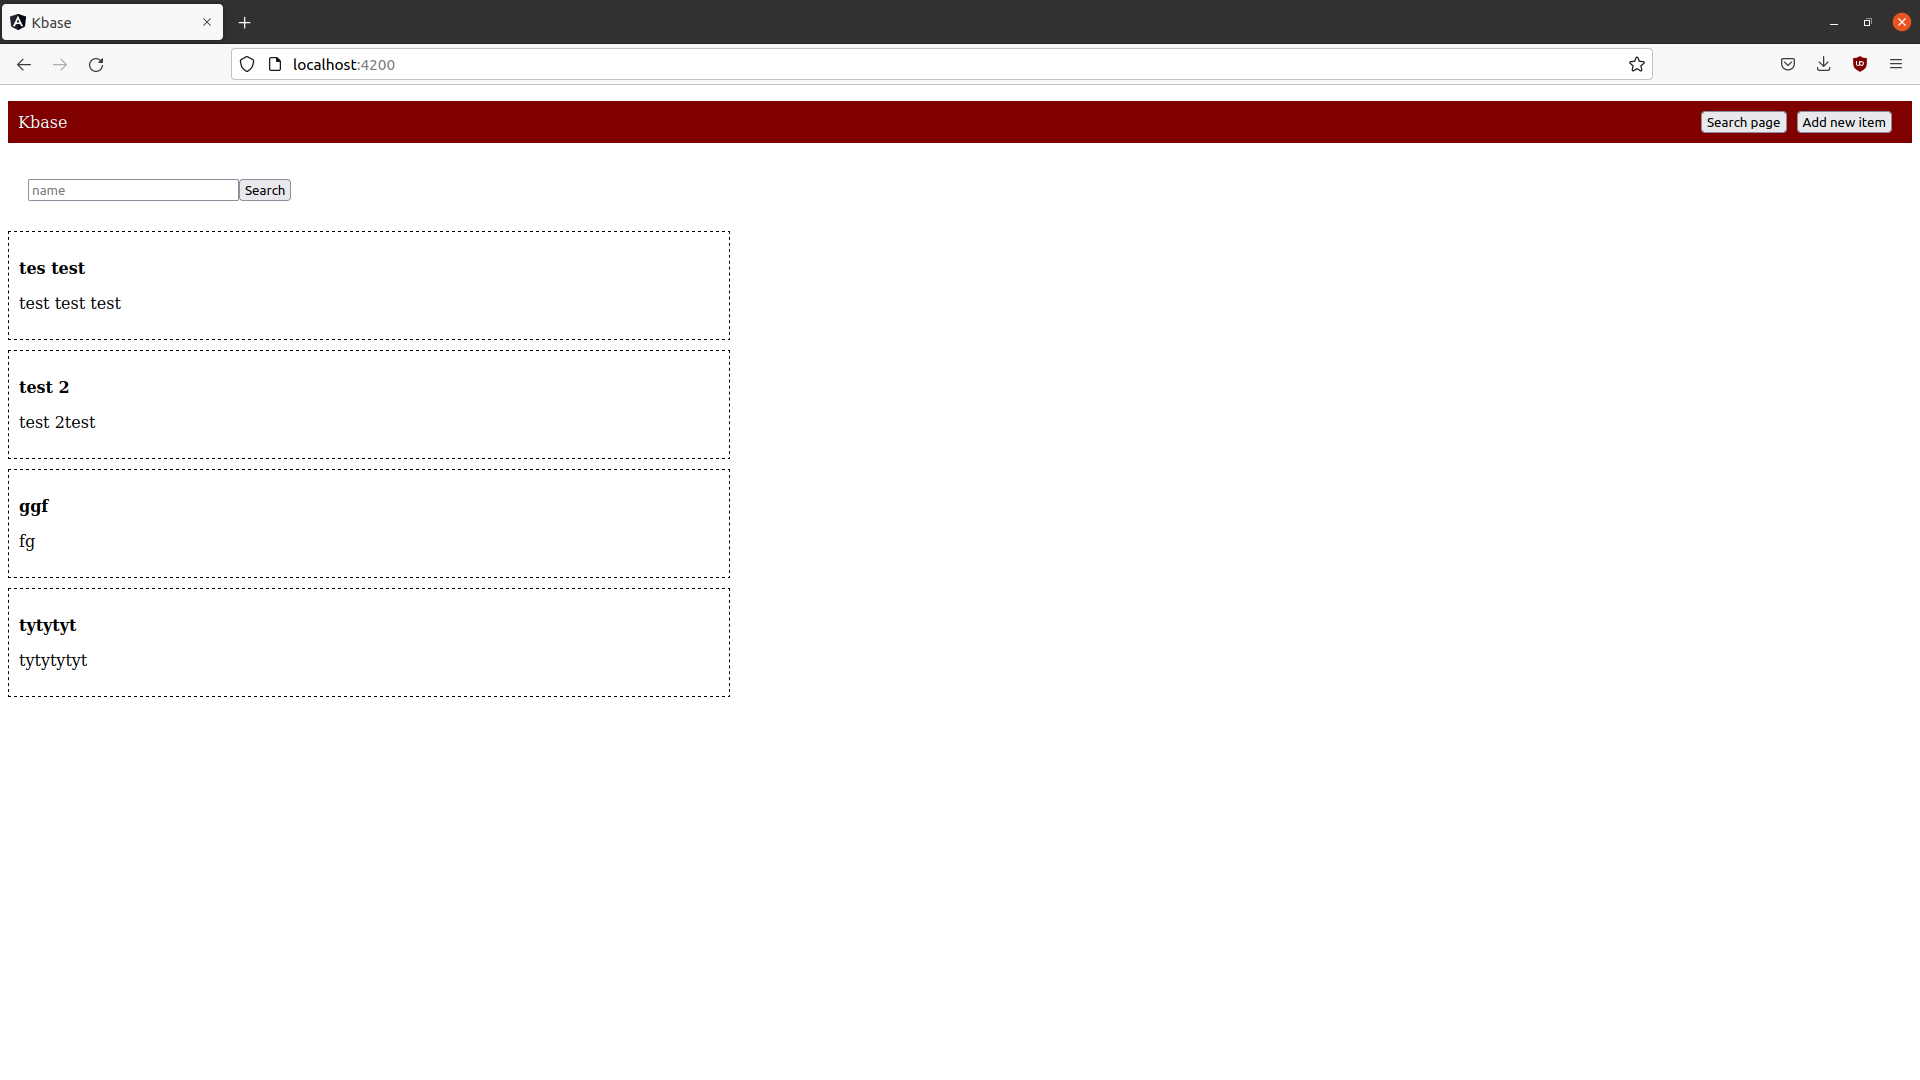 Kbase
localhost:4200
Kbase
Search page
Add new item
name
Search
tes test
test test test
test 2
test 2test
ggf
fg
tytytyt
tytytytyt